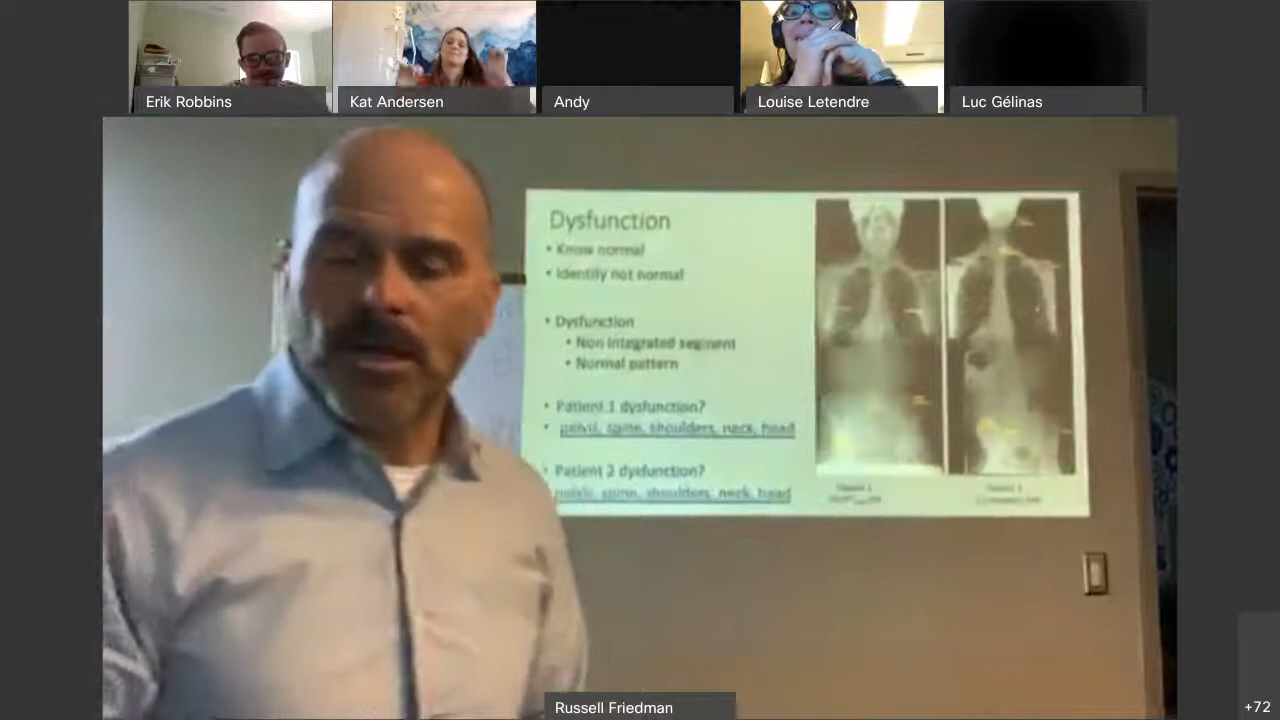 Erik Robbins
Kat Andersen
Andy
Louise Letendre
Luc Gélinas
Dysfunction
• Know normal
• Identify not normal
• Dysfunction
• Non integrated segment
• Normal pattern
• Patient 1 dysfunction?
• pelvis, spine, shoulders, neck, head
• Patient 2 dysfunction?
pelvis, spine, shoulders, neck, head
Russell Friedman
+72